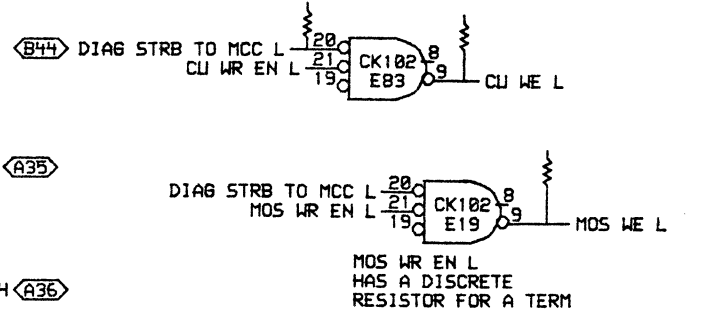 B44 DIAG STRB TO MCC L 20
CU WR EN L 21
19
CK102
E83
8
9
CU WE L
A35
DIAG STRB TO MCC L 20
MOS WR EN L 21
19
CK102
E19
8
9
MOS WE L
MOS WR EN L
HAS A DISCRETE
RESISTOR FOR A TERM
H A36